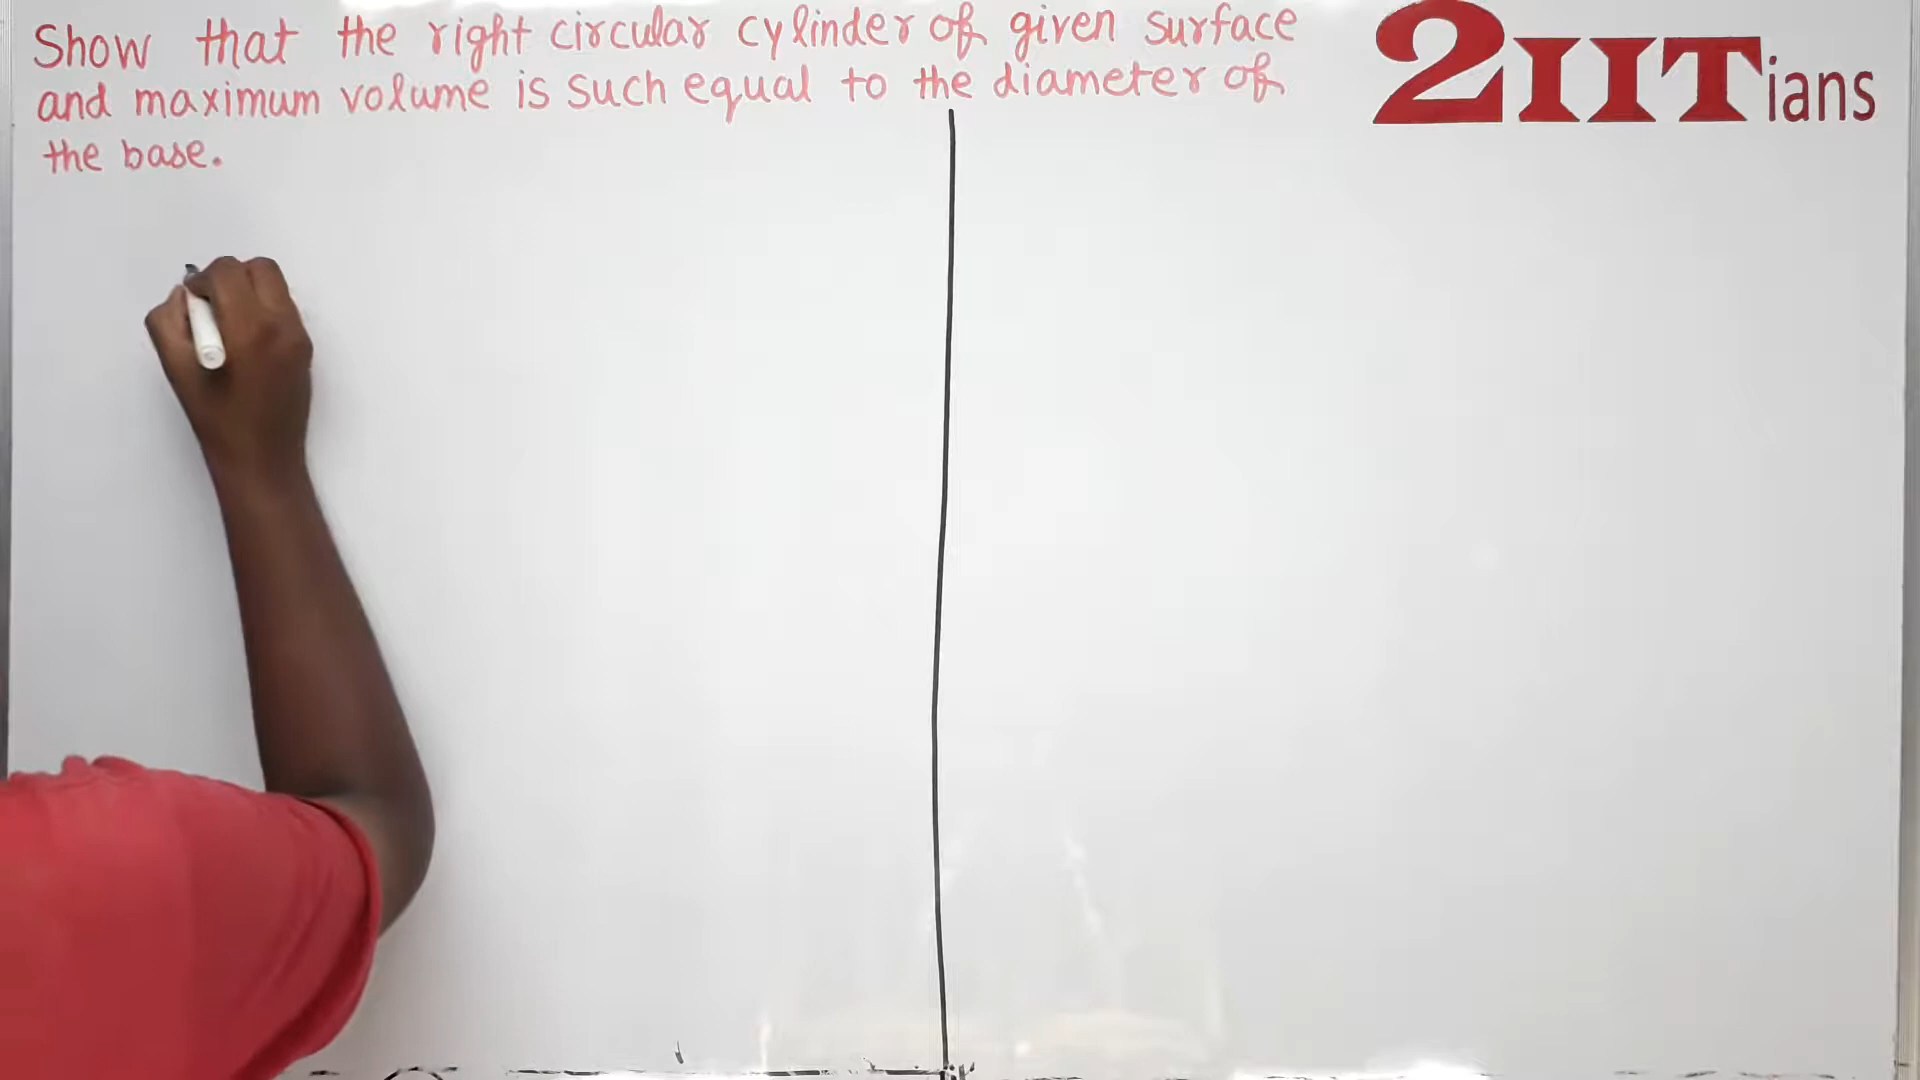 Show that the right circular cylinder of given surface
and maximum volume is such equal to the diameter of
the base.
2IITians